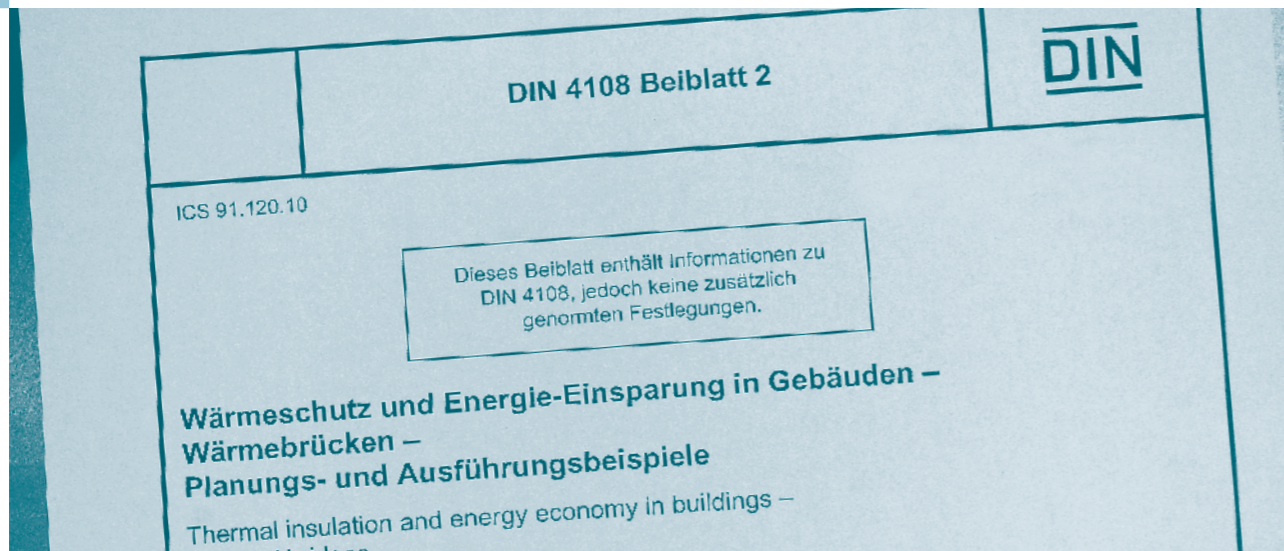 DIN 4108 Beiblatt 2
DIN
ICS 91.120.10
Dieses Beiblatt enthält Informationen zu
DIN 4108, jedoch keine zusätzlich
genormten Festlegungen.
Wärmeschutz und Energie-Einsparung in Gebäuden –
Wärmebrücken –
Planungs- und Ausführungsbeispiele
Thermal insulation and energy economy in buildings –